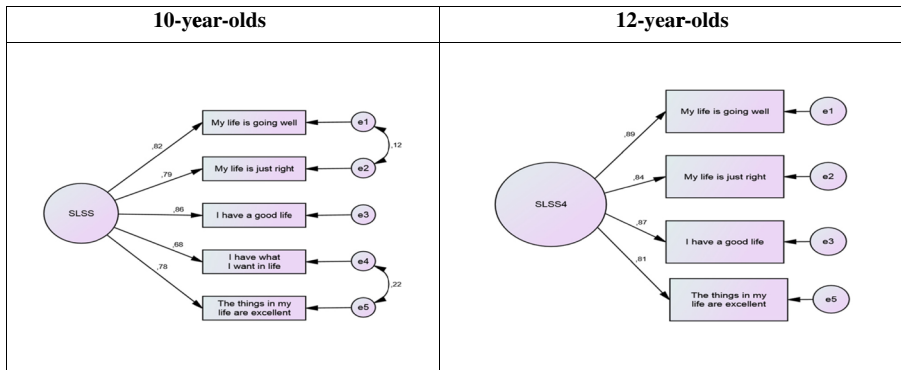 10-year-olds
12-year-olds
My life is going well
e1
,82
,12
My life is just right
e2
,79
SLSS
,86
I have a good life
e3
,68
I have what
I want in life
e4
,78
,22
The things in my
life are excellent
e5
My life is going well
e1
,89
My life is just right
e2
,84
SLSS4
,87
I have a good life
e3
,81
The things in my
life are excellent
e5